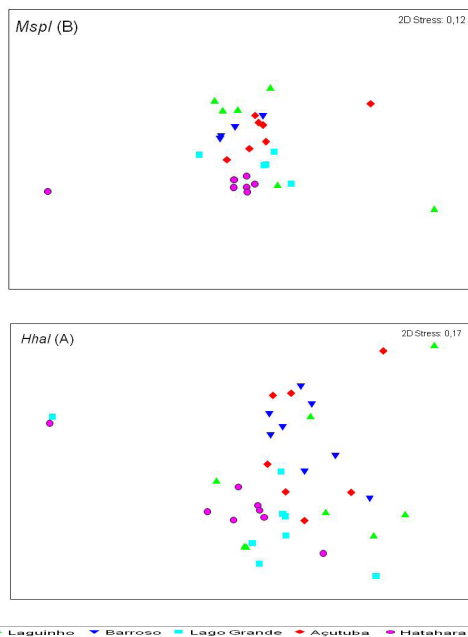 MspI (B)
2D Stress: 0,12
HhaI (A)
2D Stress: 0,17
Laguinho Barroso Lago Grande Açutuba Hatahara